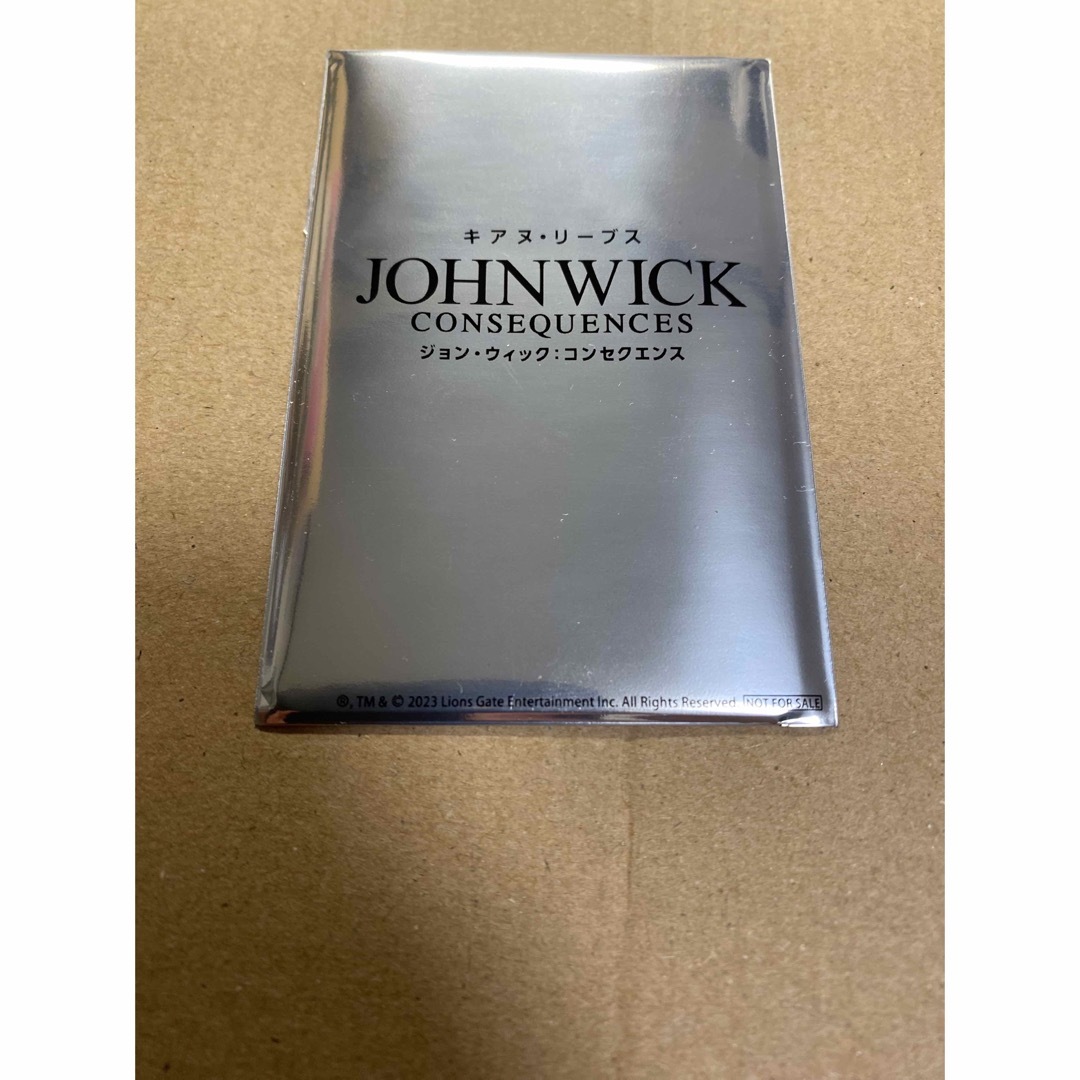 キアヌ・リーブス
JOHN WICK
CONSEQUENCES
ジョン・ウィック:コンセクエンス
®, TM & © 2023 Lions Gate Entertainment Inc. All Rights Reserved. NOT FOR SALE